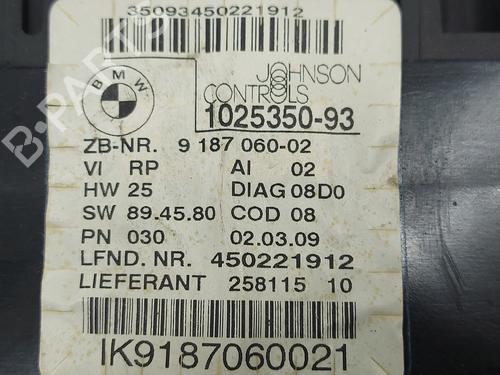 35093450221912
BMW
JOHNSON
CONTROLS
1025350-93
ZB-NR. 9 187 060-02
VI RP AI 02
HW 25 DIAG 08D0
SW 89.45.80 COD 08
PN 030 02.03.09
LFND. NR. 450221912
LIEFERANT 258115 10
IK9187060021
B-PARTS